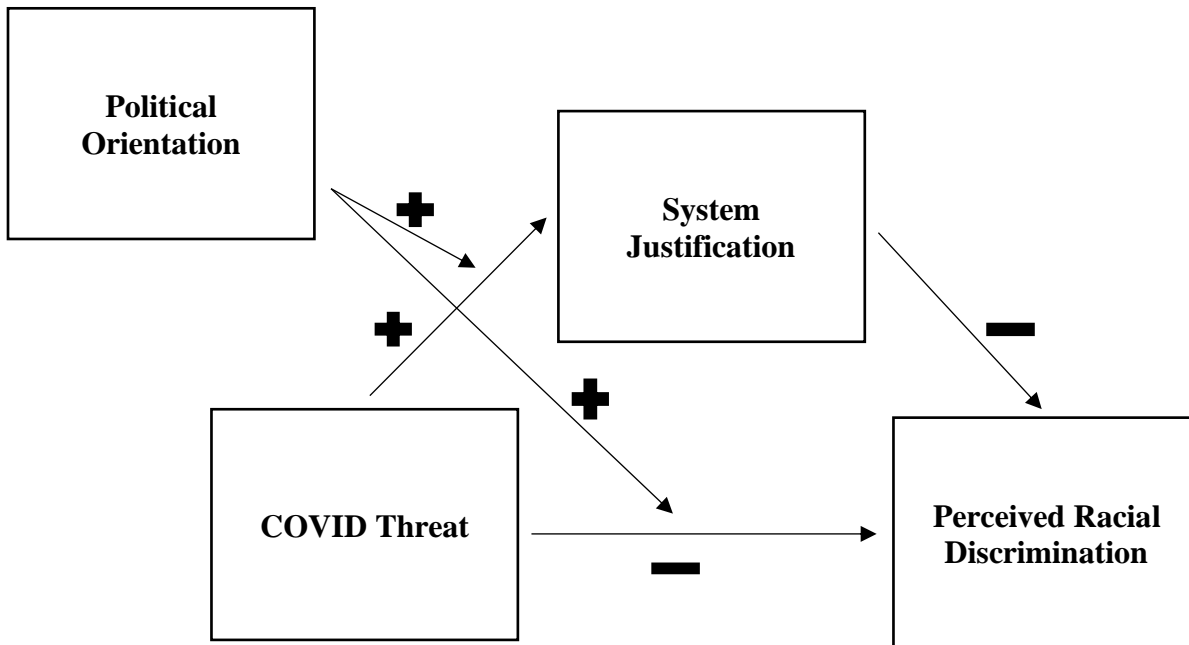 Political
Orientation
System
Justification
COVID Threat
Perceived Racial
Discrimination